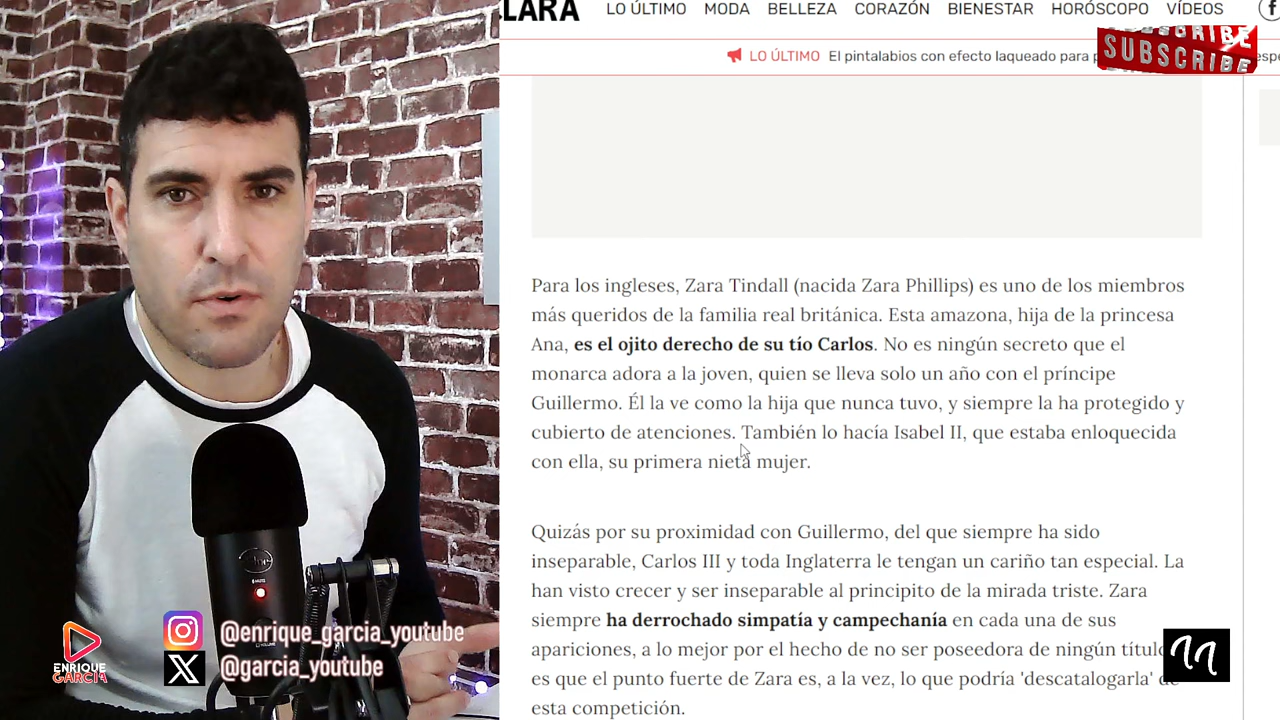 CLARA
LO ÚLTIMO MODA BELLEZA CORAZÓN BIENESTAR HORÓSCOPO VÍDEOS
SUBSCRIBE
SUBSCRIBE
LO ÚLTIMO El pintalabios con efecto laqueado para
Para los ingleses, Zara Tindall (nacida Zara Phillips) es uno de los miembros
más queridos de la familia real británica. Esta amazona, hija de la princesa
Ana, es el ojito derecho de su tío Carlos. No es ningún secreto que el
monarca adora a la joven, quien se lleva solo un año con el príncipe
Guillermo. Él la ve como la hija que nunca tuvo, y siempre la ha protegido y
cubierto de atenciones. También lo hacía Isabel II, que estaba enloquecida
con ella, su primera nieta mujer.
Quizás por su proximidad con Guillermo, del que siempre ha sido
inseparable, Carlos III y toda Inglaterra le tengan un cariño tan especial. La
han visto crecer y ser inseparable al principito de la mirada triste. Zara
siempre ha derrochado simpatía y campechanía en cada una de sus
apariciones, a lo mejor por el hecho de no ser poseedora de ningún título
es que el punto fuerte de Zara es, a la vez, lo que podría 'descatalogarla' de
esta competición.
@enrique_garcia_youtube
@garcia_youtube
ENRIQUE
GARCIA